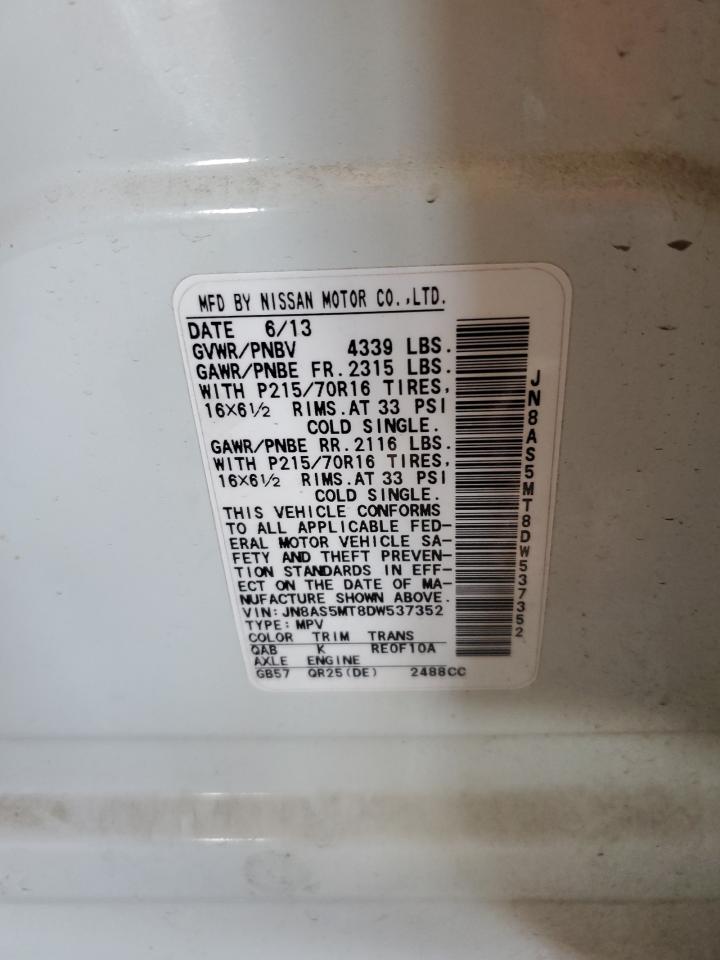 MFD BY NISSAN MOTOR CO.,LTD.
DATE 6/13
GVWR/PNBV 4339 LBS.
GAWR/PNBE FR.2315 LBS.
WITH P215/70R16 TIRES,
16X6½ RIMS.AT 33 PSI
COLD SINGLE.
GAWR/PNBE RR.2116 LBS.
WITH P215/70R16 TIRES,
16X6½ RIMS.AT 33 PSI
COLD SINGLE.
THIS VEHICLE CONFORMS
TO ALL APPLICABLE FED-
ERAL MOTOR VEHICLE SA-
FETY AND THEFT PREVEN-
TION STANDARDS IN EFF-
ECT ON THE DATE OF MA-
NUFACTURE SHOWN ABOVE.
VIN: JN8AS5MT8DW537352
TYPE: MPV
COLOR TRIM TRANS
QAB K RE0F10A
AXLE ENGINE
GB57 QR25(DE) 2488CC
JN8AS5MT8DW537352